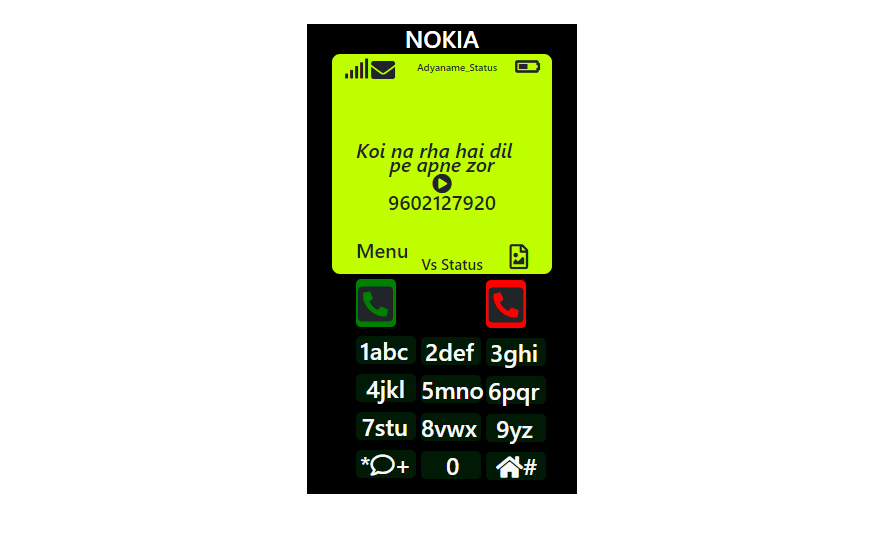 NOKIA
Adyaname_Status
Koi na rha hai dil
pe apne zor
9602127920
Menu
Vs Status
1abc 2def 3ghi
4jkl 5mno 6pqr
7stu 8vwx 9yz
*+ 0 #